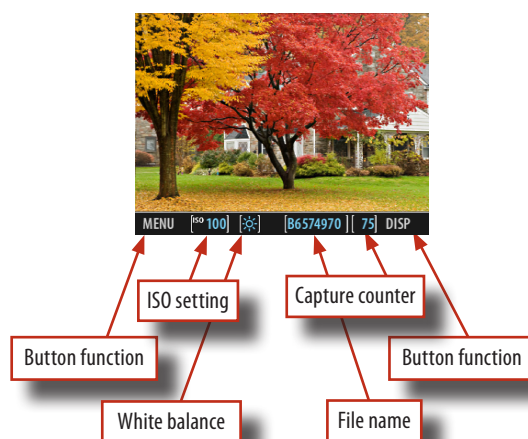 MENU [ISO 100] [☼] [B6574970 ] [ 75] DISP
ISO setting
Capture counter
Button function
Button function
White balance
File name